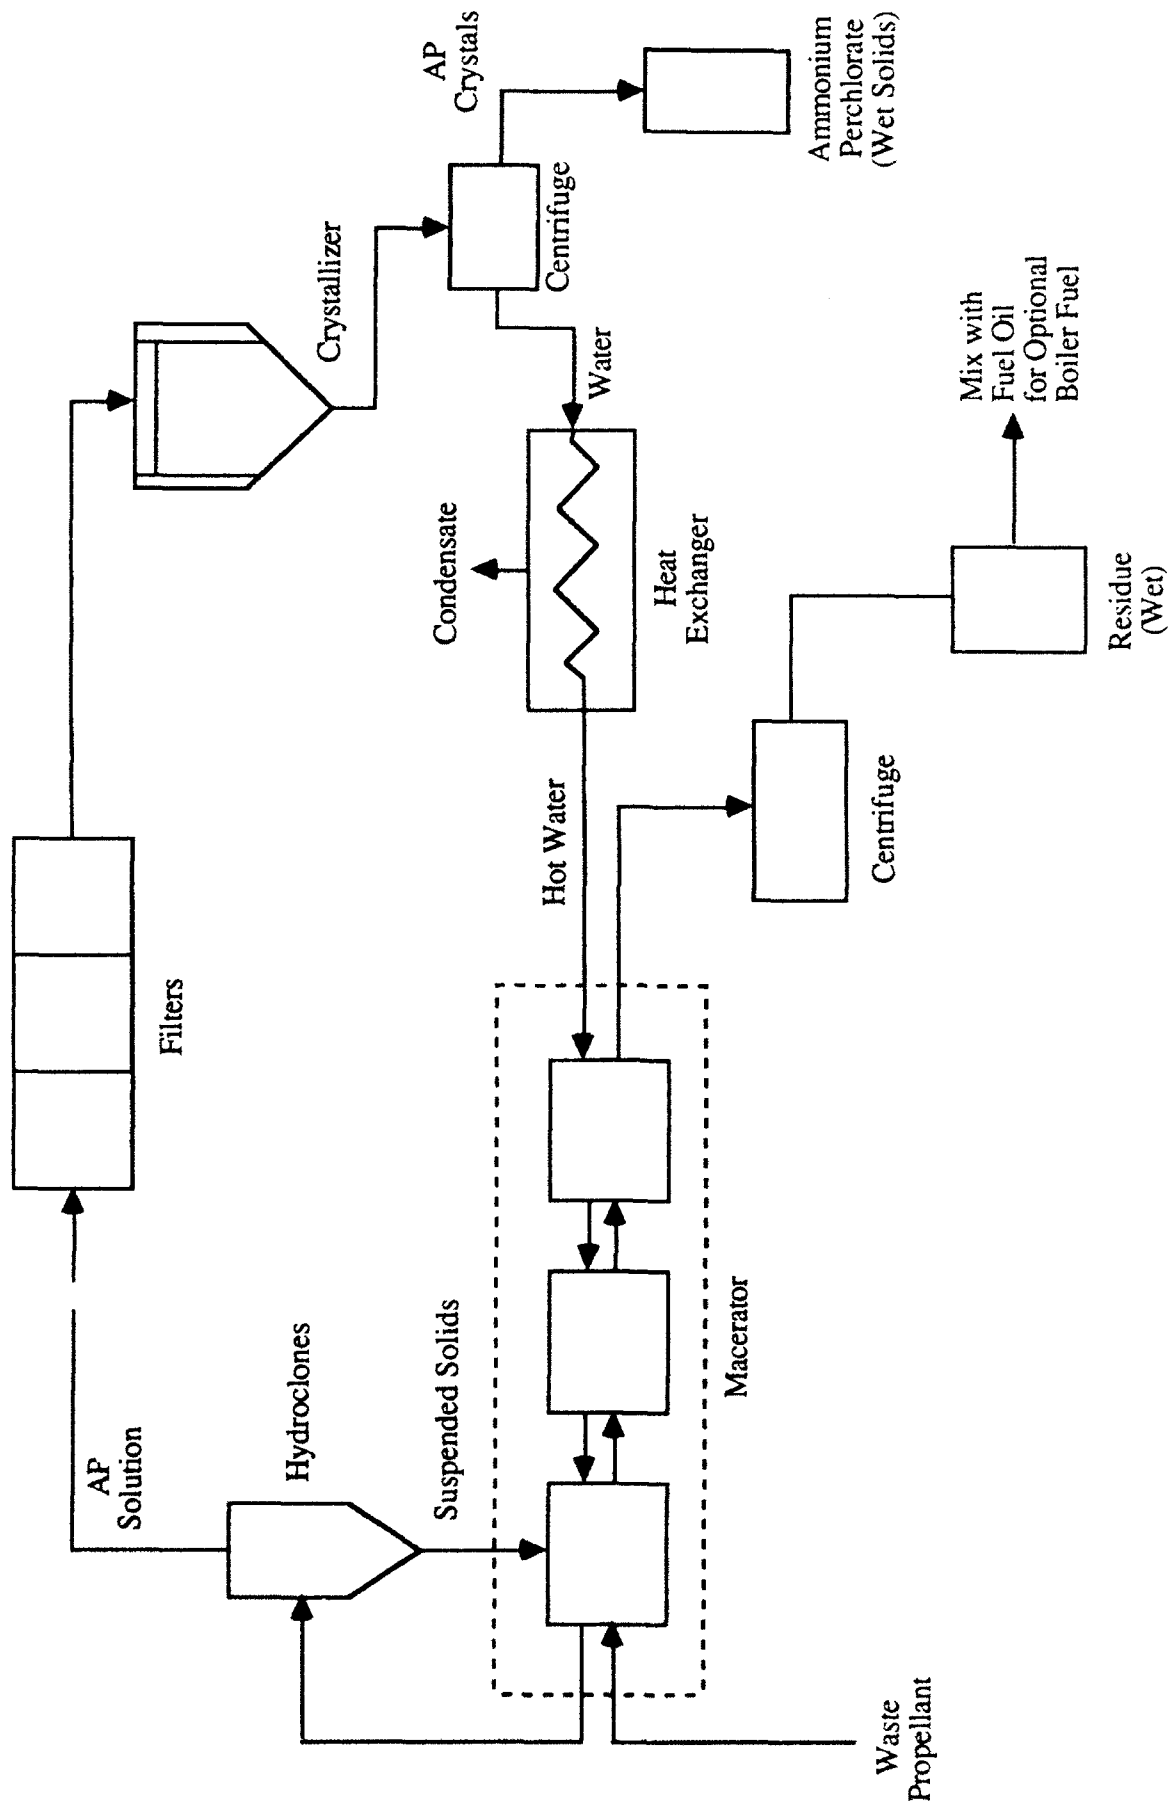 AP
Solution
Filters
Hydroclones
Suspended Solids
Crystallizer
AP
Crystals
Centrifuge
Condensate
Water
Hot Water
Heat
Exchanger
Ammonium
Perchlorate
(Wet Solids)
Macerator
Centrifuge
Mix with
Fuel Oil
for Optional
Boiler Fuel
Waste
Propellant
Residue
(Wet)